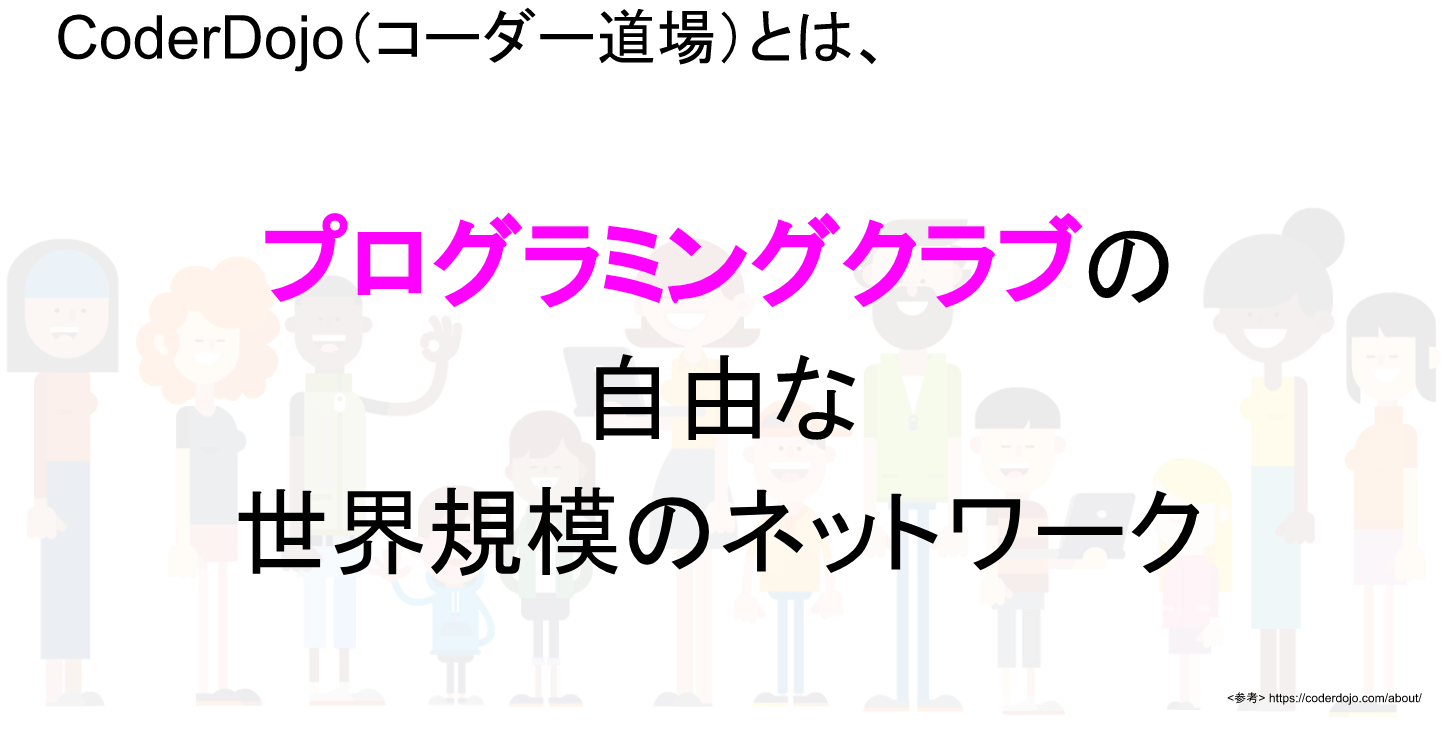 CoderDojo（コーダー道場）とは、
プログラミングクラブの
自由な
世界規模のネットワーク
<参考> https://coderdojo.com/about/